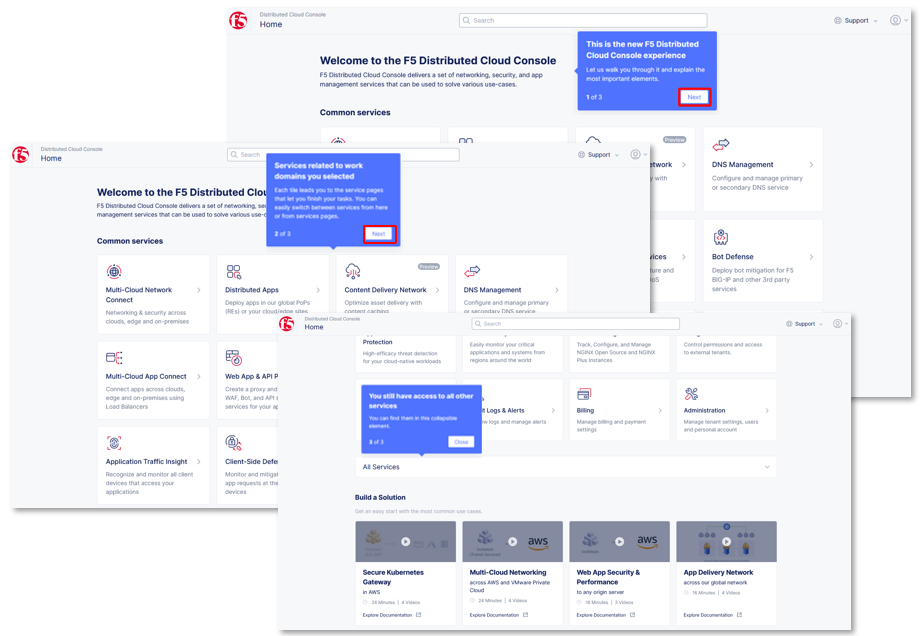 f5
Distributed Cloud Console
Home
Search
Support
Welcome to the F5 Distributed Cloud Console
F5 Distributed Cloud Console delivers a set of networking, security, and app
management services that can be used to solve various use-cases.
This is the new F5 Distributed
Cloud Console experience
Let us walk you through it and explain the
most important elements.
1 of 3
Next
Common services
Preview
DNS Management
Configure and manage primary
or secondary DNS service
Bot Defense
Deploy bot mitigation for F5
BIG-IP and other 3rd party
services
f5
Distributed Cloud Console
Home
Search
Support
Welcome to the F5 Distributed
F5 Distributed Cloud Console delivers a set of networking,
management services that can be used to solve various
Services related to work
domains you selected
Each tile leads you to the service pages
that let you finish your tasks. You can
easily switch between services from here
or from services pages.
2 of 3
Next
Common services
Multi-Cloud Network
Connect
Networking & security across
clouds, edge and on-premises
Distributed Apps
Deploy apps in our global PoPs
(REs) or your cloud/edge sites
Preview
Content Delivery Network
Optimize asset delivery with
content caching
DNS Management
Configure and manage primary
or secondary DNS service
Multi-Cloud App Connect
Connect apps across clouds,
edge and on-premises using
Load Balancers
Web App & API P
Create a proxy and
WAF, Bot, and API
services for your
Application Traffic Insight
Recognize and monitor all client
devices that access your
applications
Client-Side Defe
Monitor and mitigat
app requests at the
devices
f5
Distributed Cloud Console
Home
Search
Support
Protection
High-efficacy threat detection
for your cloud-native workloads
Easily monitor your critical
applications and systems from
regions around the world
Track, Configure, and Manage
NGINX Open Source and NGINX
Plus Instances
Control permissions and access
to external tenants.
You still have access to all other
services
You can find them in this collapsible
element.
3 of 3
Close
Logs & Alerts
logs and manage alerts
Billing
Manage billing and payment
settings
Administration
Manage tenant settings, users
and personal account
All Services
Build a Solution
Get an easy start with the most common use cases.
Secure Kubernetes
Gateway
in AWS
24 Minutes | 4 Videos
Explore Documentation
aws
Multi-Cloud Networking
across AWS and VMware Private
Cloud
24 Minutes | 4 Videos
Explore Documentation
aws
Web App Security &
Performance
to any origin server
16 Minutes | 3 Videos
Explore Documentation
App Delivery Network
across our global network
16 Minutes | 4 Videos
Explore Documentation